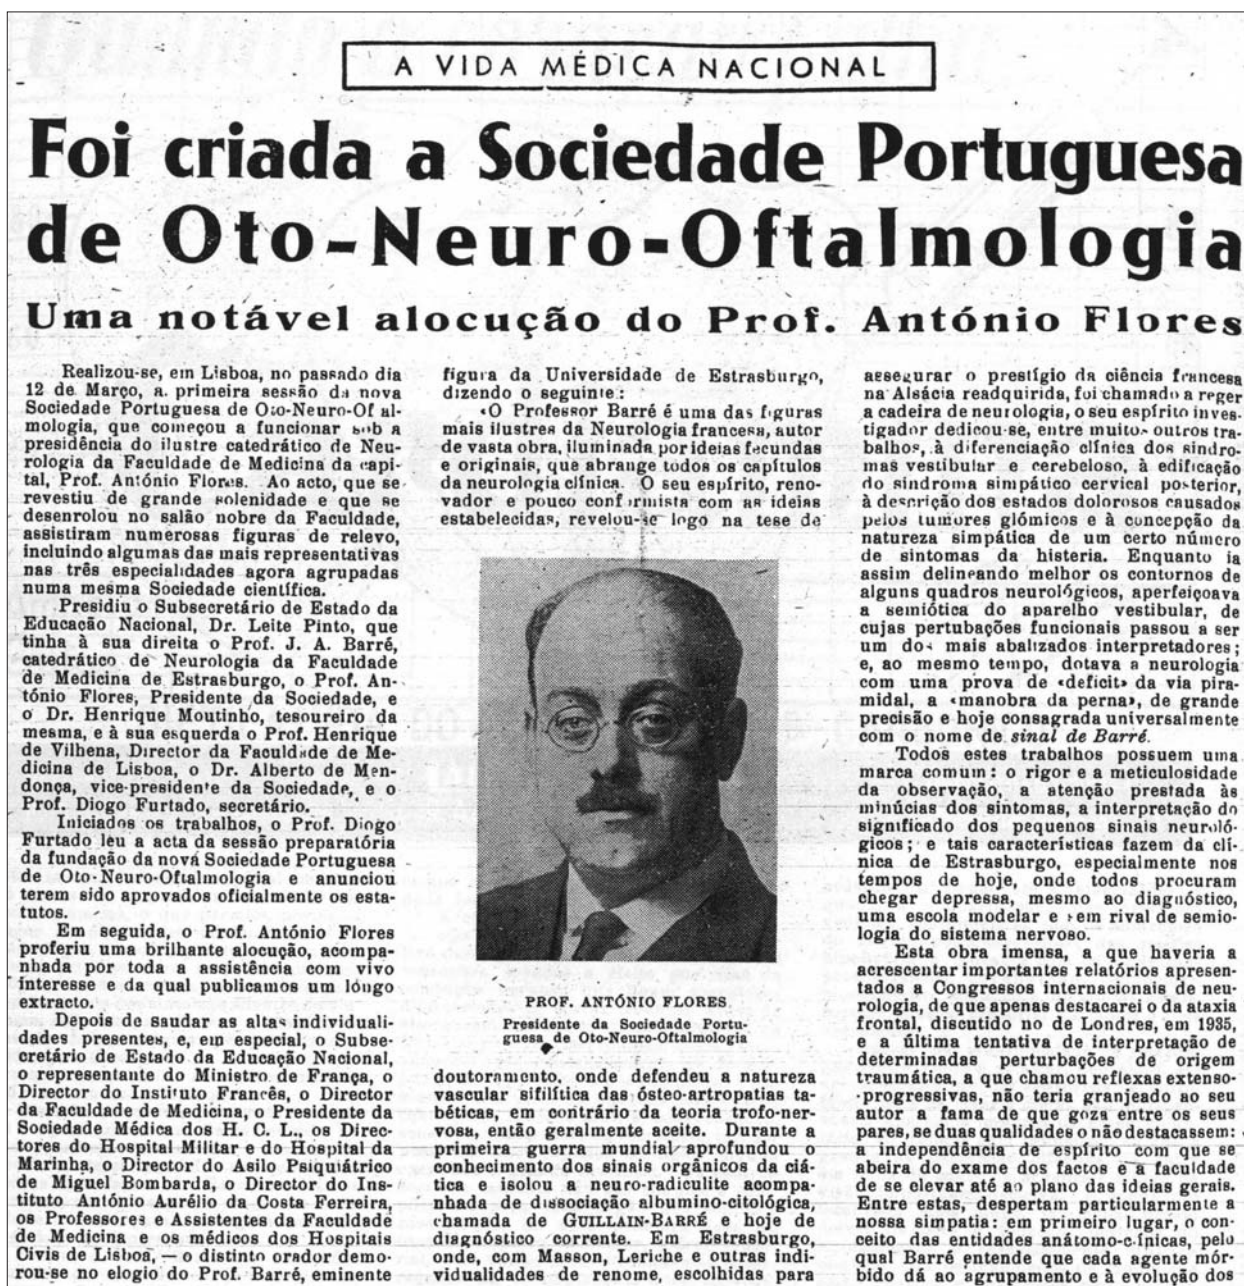 A VIDA MÉDICA NACIONAL
Foi criada a Sociedade Portuguesa
de Oto-Neuro-Oftalmologia
Uma notável alocução do Prof. António Flores
Realizou-se, em Lisboa, no passado dia
12 de Março, a primeira sessão da nova
Sociedade Portuguesa de Oto-Neuro-Of almologia,
que começou a funcionar sob a
presidência do ilustre catedrático de Neurologia
da Faculdade de Medicina da capital,
Prof. António Flores. Ao acto, que se
revestiu de grande solenidade e que se
desenrolou no salão nobre da Faculdade,
assistiram numerosas figuras de relevo,
incluindo algumas das mais representativas
nas três especialidades agora agrupadas
numa mesma Sociedade científica.
Presidiu o Subsecretário de Estado da
Educação Nacional, Dr. Leite Pinto, que
tinha à sua direita o Prof. J. A. Barré,
catedrático de Neurologia da Faculdade
de Medicina de Estrasburgo, o Prof. António
Flores, Presidente da Sociedade, e
o Dr. Henrique Moutinho, tesoureiro da
mesma, e à sua esquerda o Prof. Henrique
de Vilhena, Director da Faculdade de Medicina
de Lisboa, o Dr. Alberto de Mendonça,
vice-presidente da Sociedade, e o
Prof. Diogo Furtado, secretário.
Iniciados os trabalhos, o Prof. Diogo
Furtado leu a acta da sessão preparatória
da fundação da nova Sociedade Portuguesa
de Oto-Neuro-Oftalmologia e anunciou
terem sido aprovados oficialmente os estatutos.
Em seguida, o Prof. António Flores
proferiu uma brilhante alocução, acompanhada
por toda a assistência com vivo
interesse e da qual publicamos um longo
extracto.
Depois de saudar as altas individualidades
presentes, e, em especial, o Subsecretário
de Estado da Educação Nacional,
o representante do Ministro de França, o
Director do Instituto Francês, o Director
da Faculdade de Medicina, o Presidente da
Sociedade Médica dos H. C. L., os Directores
do Hospital Militar e do Hospital da
Marinha, o Director do Asilo Psiquiátrico
de Miguel Bombarda, o Director do Instituto
António Aurélio da Costa Ferreira,
os Professores e Assistentes da Faculdade
de Medicina e os médicos dos Hospitais
Civis de Lisboa, — o distinto orador demorou-se
no elogio do Prof. Barré, eminente
figura da Universidade de Estrasburgo,
dizendo o seguinte:
«O Professor Barré é uma das figuras
mais ilustres da Neurologia francesa, autor
de vasta obra, iluminada por ideias fecundas
e originais, que abrange todos os capítulos
da neurologia clínica. O seu espírito, renovador
e pouco conformista com as ideias
estabelecidas, revelou-se logo na tese de
PROF. ANTÓNIO FLORES
Presidente da Sociedade Portuguesa
de Oto-Neuro-Oftalmologia
doutoramento, onde defendeu a natureza
vascular sifilítica das ósteo-artropatias tabéticas,
em contrário da teoria trofo-nervosa,
então geralmente aceite. Durante a
primeira guerra mundial aprofundou o
conhecimento dos sinais orgânicos da ciática
e isolou a neuro-radiculite acompanhada
de dissociação albumino-citológica,
chamada de GUILLAIN-BARRÉ e hoje de
diagnóstico corrente. Em Estrasburgo,
onde, com Masson, Leriche e outras individualidades
de renome, escolhidas para
assegurar o prestígio da ciência francesa
na Alsácia readquirida, foi chamado a reger
a cadeira de neurologia, o seu espírito investigador
dedicou-se, entre muitos outros trabalhos,
à diferenciação clínica dos sindromas
vestibular e cerebeloso, à edificação
do sindroma simpático cervical posterior,
à descrição dos estados dolorosos causados
pelos tumores glómicos e à concepção da
natureza simpática de um certo número
de sintomas da histeria. Enquanto ia
assim delineando melhor os contornos de
alguns quadros neurológicos, aperfeiçoava
a semiótica do aparelho vestibular, de
cujas pertubações funcionais passou a ser
um dos mais abalizados interpretadores;
e, ao mesmo tempo, dotava a neurologia
com uma prova de «deficit» da via piramidal,
a «manobra da perna», de grande
precisão e hoje consagrada universalmente
com o nome de sinal de Barré.
Todos estes trabalhos possuem uma
marca comum: o rigor e a meticulosidade
da observação, a atenção prestada às
minúcias dos sintomas, a interpretação do
significado dos pequenos sinais neurológicos;
e tais características fazem da clínica
de Estrasburgo, especialmente nos
tempos de hoje, onde todos procuram
chegar depressa, mesmo ao diagnóstico,
uma escola modelar e sem rival de semiologia
do sistema nervoso.
Esta obra imensa, a que haveria a
acrescentar importantes relatórios apresentados
a Congressos internacionais de neurologia,
de que apenas destacarei o da ataxia
frontal, discutido no de Londres, em 1935,
e a última tentativa de interpretação de
determinadas perturbações de origem
traumática, a que chamou reflexas extenso-
-progressivas, não teria granjeado ao seu
autor a fama de que goza entre os seus
pares, se duas qualidades o não destacassem:
a independência de espírito com que se
abeira do exame dos factos e a faculdade
de se elevar até ao plano das ideias gerais.
Entre estas, despertam particularmente a
nossa simpatia: em primeiro lugar, o conceito
das entidades anátomo-clínicas, pelo
qual Barré entende que cada agente mórbido
dá ao agrupamento e à evolução dos